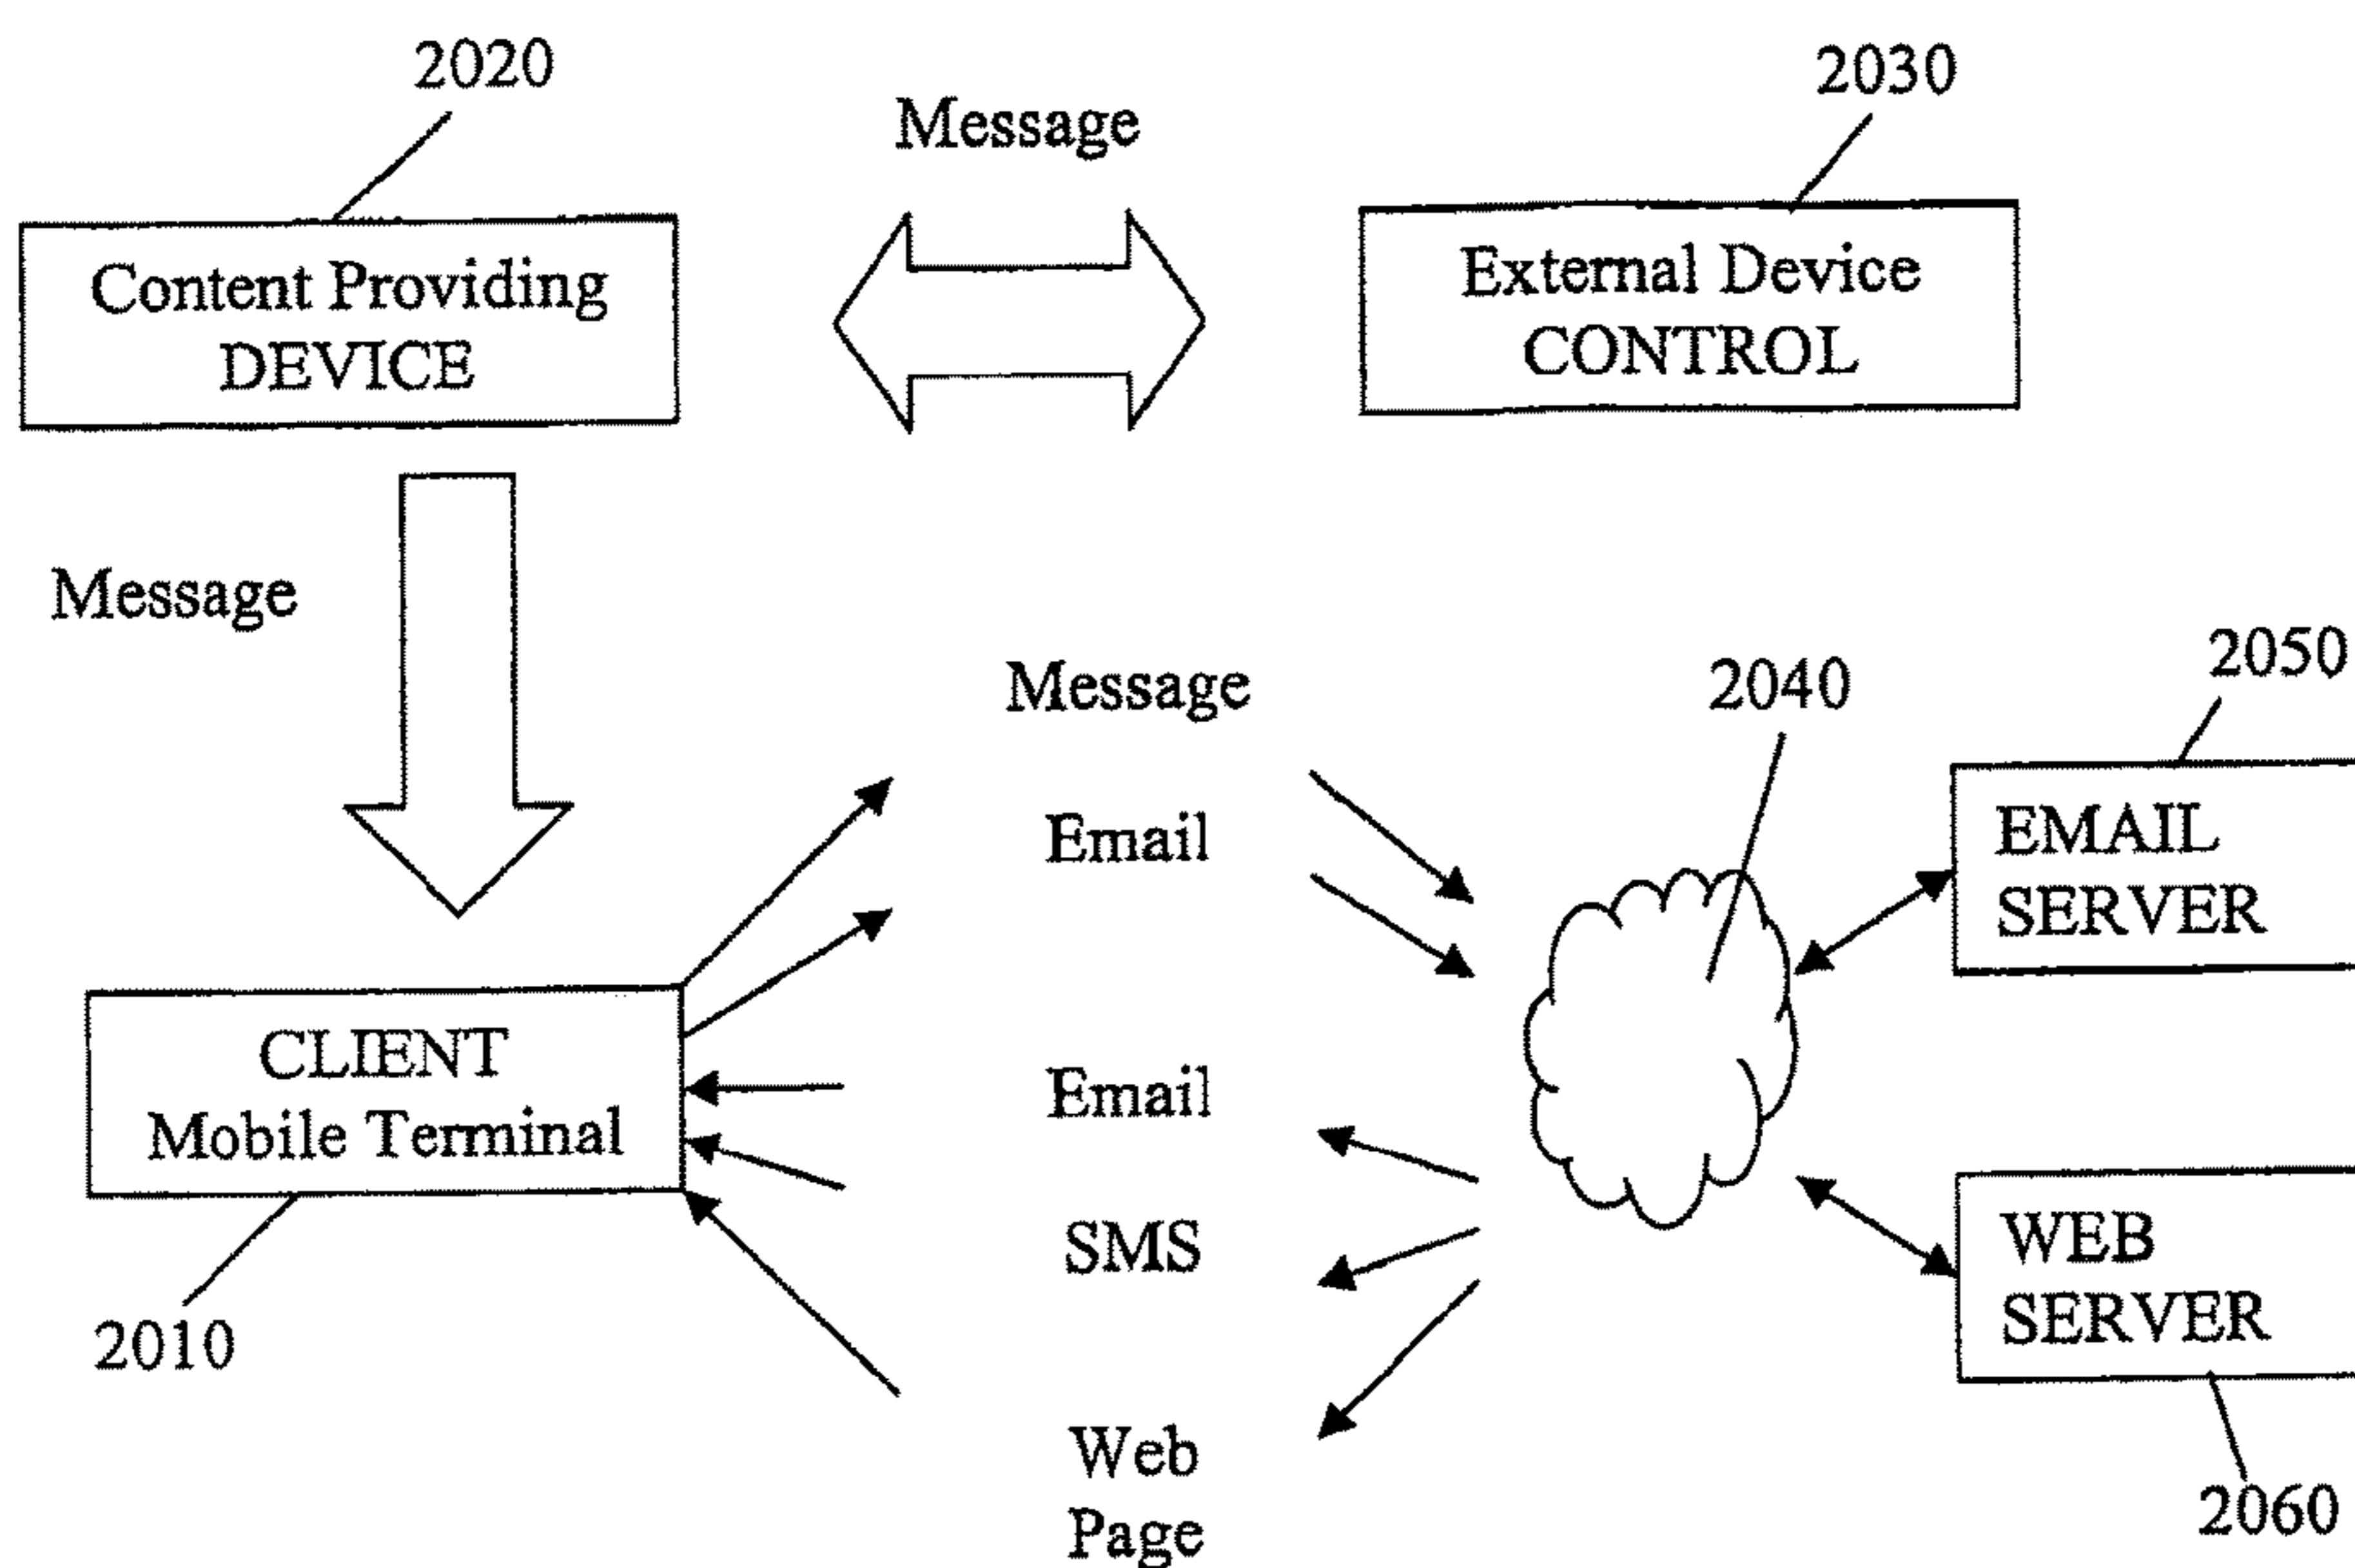 2020
2030
Message
Content Providing
DEVICE
External Device
CONTROL
Message
Message
2040
2050
Email
EMAIL
SERVER
CLIENT
Mobile Terminal
Email
SMS
WEB
SERVER
2010
Web
Page
2060